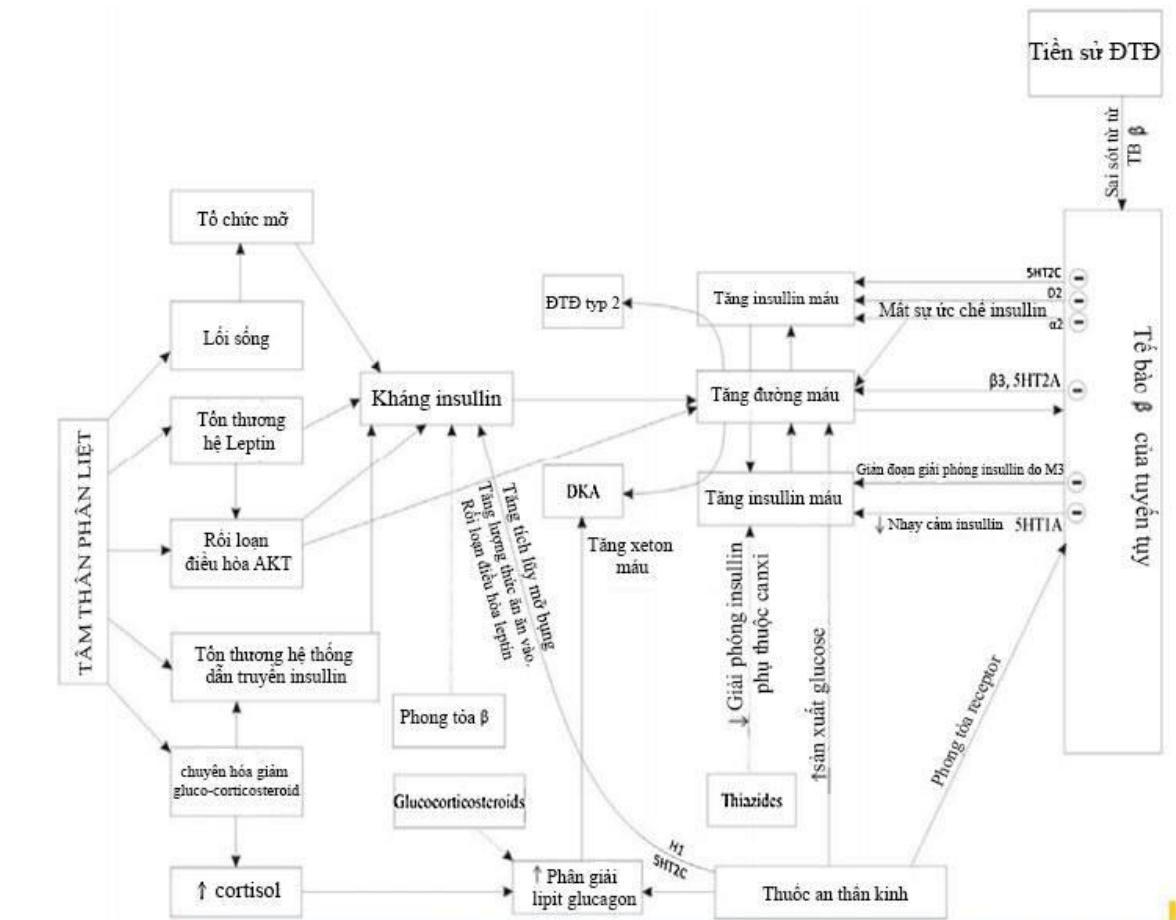 Tiền sử ĐTĐ
Sai sót từ từ
TB β
Tổ chức mỡ
Lối sống
Tổn thương
hệ Leptin
Rối loạn
điều hòa AKT
Tổn thương hệ thống
dẫn truyền insullin
chuyên hóa giảm
gluco-corticosteroid
↑ cortisol
TÂM THẦN PHÂN LIỆT
Kháng insullin
Phong tỏa β
Glucocorticosteroids
↑ Phân giải
lipit glucagon
ĐTĐ typ 2
DKA
Tăng xeton
máu
Tăng tích lũy mỡ bụng
Tăng lượng thức ăn ăn vào.
Rối loạn điều hòa leptin
H1
5HT2C
Tăng insullin máu
Tăng đường máu
Tăng insullin máu
↓ Giải phóng insullin
phụ thuộc canxi
↑sản xuất glucose
Thiazides
Thuốc an thần kinh
Phong tỏa receptor
5HT2C
D2
Mất sự ức chế insullin
α2
β3, 5HT2A
Gián đoạn giải phóng insullin do M3
↓ Nhạy cảm insullin 5HT1A
Tế bào β của tuyến tụy